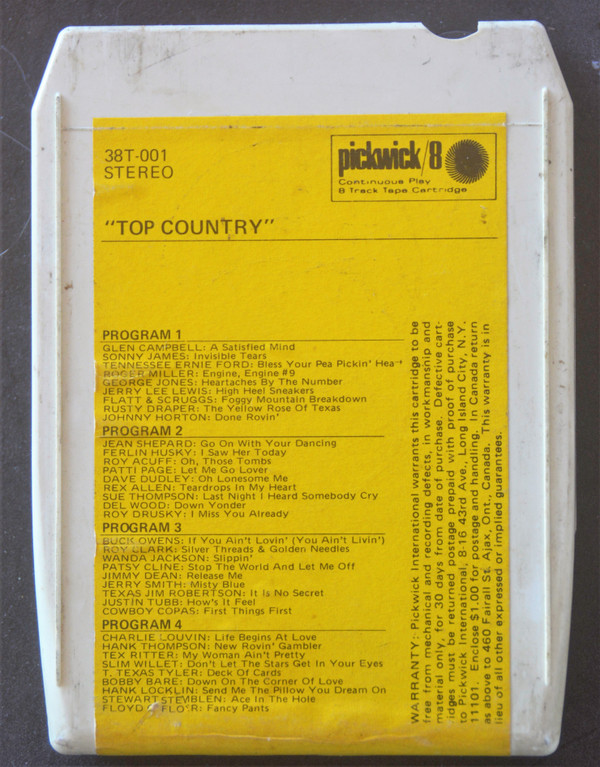 38T-001
STEREO
pickwick/8
Continuous Play
8 Track Tape Cartridge
"TOP COUNTRY"
PROGRAM 1
GLEN CAMPBELL: A Satisfied Mind
SONNY JAMES: Invisible Tears
TENNESSEE ERNIE FORD: Bless Your Pea Pickin'
ROGER MILLER: Engine, Engine #9
GEORGE JONES: Heartaches By The Number
JERRY LEE LEWIS: High Heel Sneakers
FLATT & SCRUGGS: Foggy Mountain Breakdown
RUSTY DRAPER: The Yellow Rose Of Texas
JOHNNY HORTON: Done Rovin'
PROGRAM 2
JEAN SHEPARD: Go On With Your Dancing
FERLIN HUSKY: I Saw Her Today
ROY ACUFF: Oh, Those Tombs
PATTI PAGE: Let Me Go Lover
DAVE DUDLEY: Oh Lonesome Me
REX ALLEN: Teardrops In My Heart
SUE THOMPSON: Last Night I Heard Somebody Cry
DEL WOOD: Down Yonder
ROY DRUSKY: I Miss You Already
PROGRAM 3
BUCK OWENS: If You Ain't Lovin' (You Ain't Livin')
ROY CLARK: Silver Threads & Golden Needles
WANDA JACKSON: Slippin'
PATSY CLINE: Stop The World And Let Me Off
JIMMY DEAN: Release Me
JERRY SMITH: Misty Blue
TEXAS JIM ROBERTSON: It Is No Secret
JUSTIN TUBB: How's It Feel
COWBOY COPAS: First Things First
PROGRAM 4
CHARLIE LOUVIN: Life Begins At Love
HANK THOMPSON: New Rovin' Gambler
TEX RITTER: My Woman Ain't Pretty
SLIM WILLET: Don't Let The Stars Get In Your Eyes
T. TEXAS TYLER: Deck Of Cards
BOBBY BARE: Down On The Corner Of Love
HANK LOCKLIN: Send Me The Pillow You Dream On
STEWART: Ace In The Hole
FLOYD: Fancy Pants
WARRANTY: Pickwick International warrants this cartridge to be
free from mechanical and recording defects, in workmanship and
material only, for 30 days from date of purchase. Defective cart-
ridges must be returned postage prepaid with proof of purchase
to Pickwick International, 8-16 43rd Ave., Long Island City, N.Y.
11101. Enclose $1.00 for postage and handling. In Canada return
as above to 460 Fairall St. Ajax, Ont., Canada. This warranty is in
lieu of all other expressed or implied guarantees.